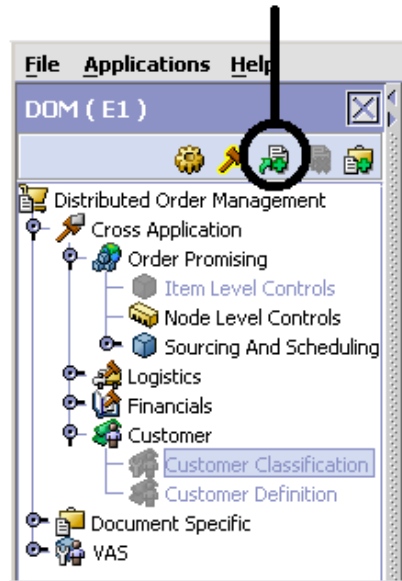 File Applications Help
DOM ( E1 )
Distributed Order Management
Cross Application
Order Promising
Item Level Controls
Node Level Controls
Sourcing And Scheduling
Logistics
Financials
Customer
Customer Classification
Customer Definition
Document Specific
VAS